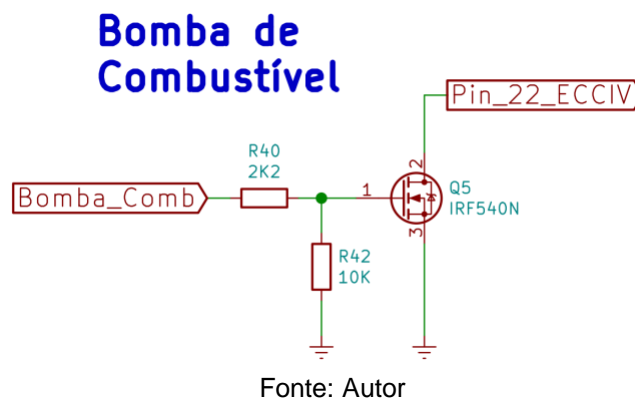 Bomba de
Combustível
Pin_22_ECCIV
R40
2K2
Bomba_Comb
1
2
Q5
IRF540N
3
R42
10K
Fonte: Autor